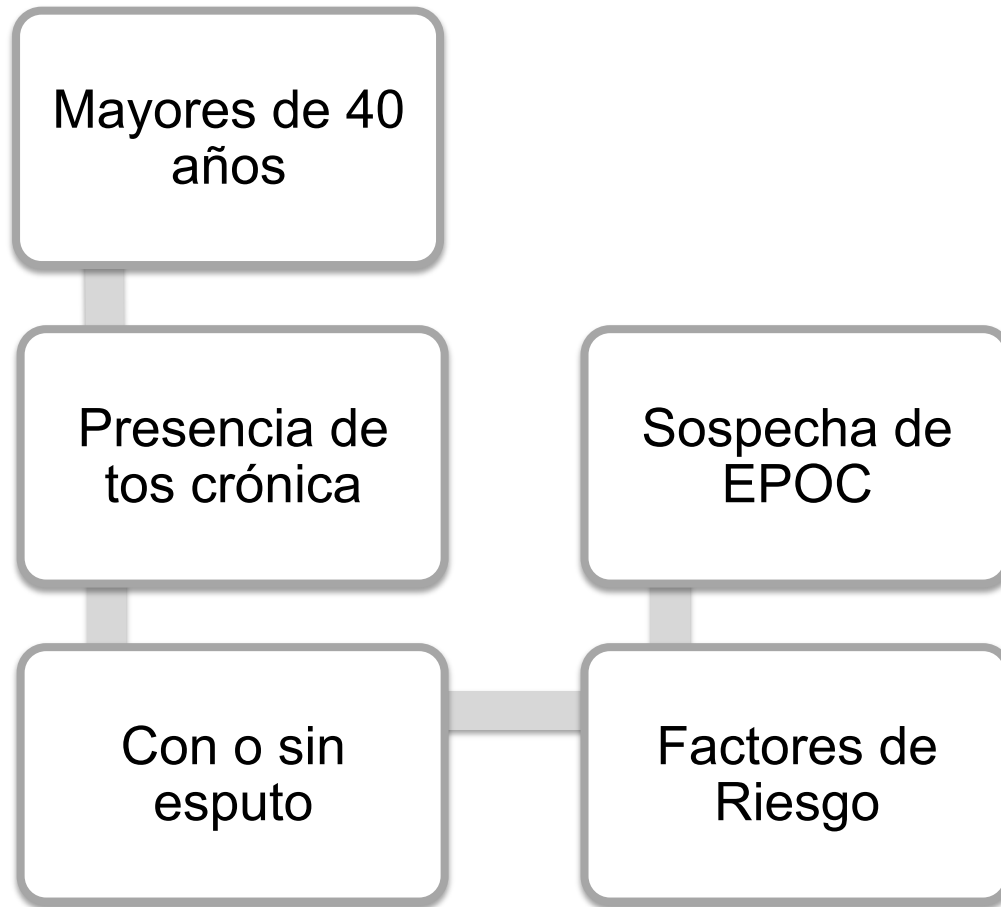 Mayores de 40
años
Presencia de
tos crónica
Con o sin
esputo
Factores de
Riesgo
Sospecha de
EPOC